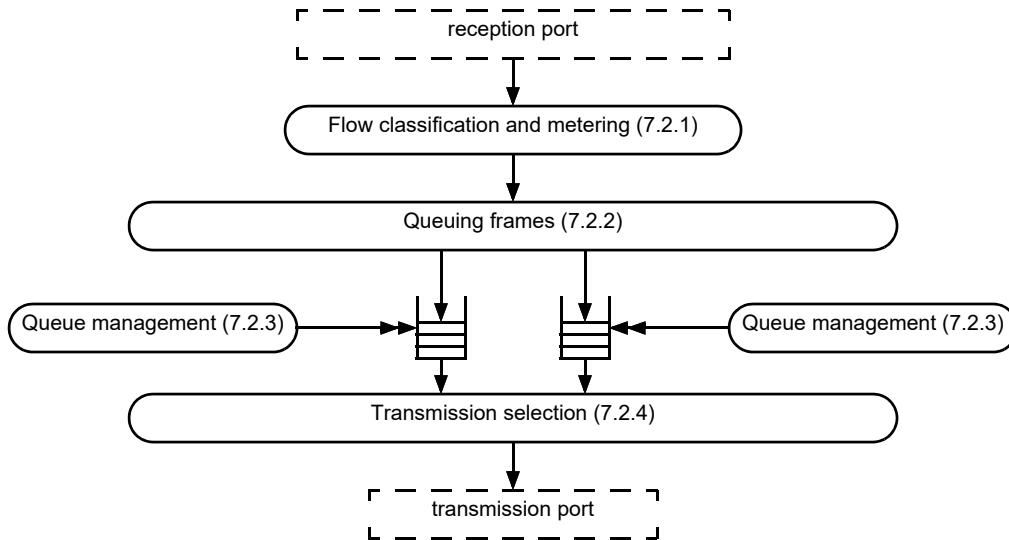 reception port
Flow classification and metering (7.2.1)
Queuing frames (7.2.2)
Queue management (7.2.3)
Queue management (7.2.3)
Transmission selection (7.2.4)
transmission port